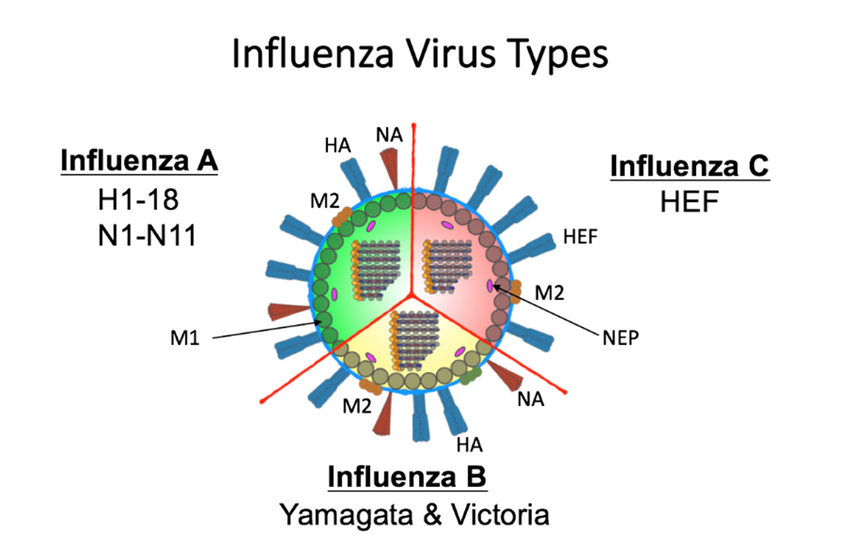 Influenza Virus Types
Influenza A
H1-18
N1-N11
HA
NA
M2
M1
Influenza C
HEF
HEF
M2
NEP
NA
M2
HA
Influenza B
Yamagata & Victoria